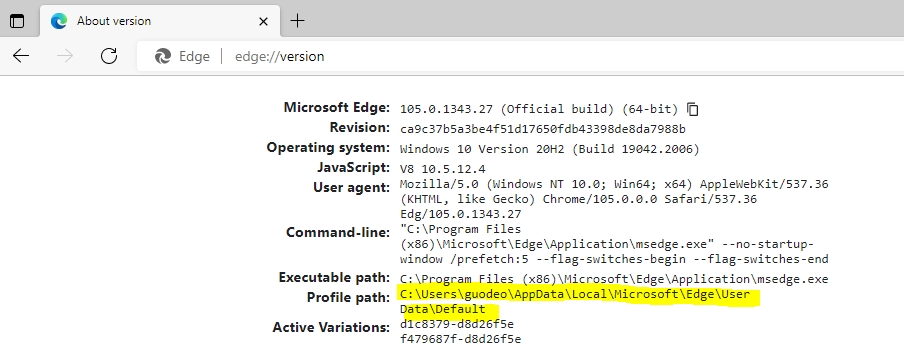 About version
Edge edge://version
Microsoft Edge: 105.0.1343.27 (Official build) (64-bit)
Revision: ca9c37b5a3be4f51d17650fdb43398de8da7988b
Operating system: Windows 10 Version 20H2 (Build 19042.2006)
JavaScript: V8 10.5.12.4
User agent: Mozilla/5.0 (Windows NT 10.0; Win64; x64) AppleWebKit/537.36
(KHTML, like Gecko) Chrome/105.0.0.0 Safari/537.36
Edg/105.0.1343.27
Command-line: "C:\Program Files
(x86)\Microsoft\Edge\Application\msedge.exe" --no-startup-
window /prefetch:5 --flag-switches-begin --flag-switches-end
Executable path: C:\Program Files (x86)\Microsoft\Edge\Application\msedge.exe
Profile path: C:\Users\guodeo\AppData\Local\Microsoft\Edge\User
Data\Default
Active Variations: d1c8379-d8d26f5e
f479687f-d8d26f5e